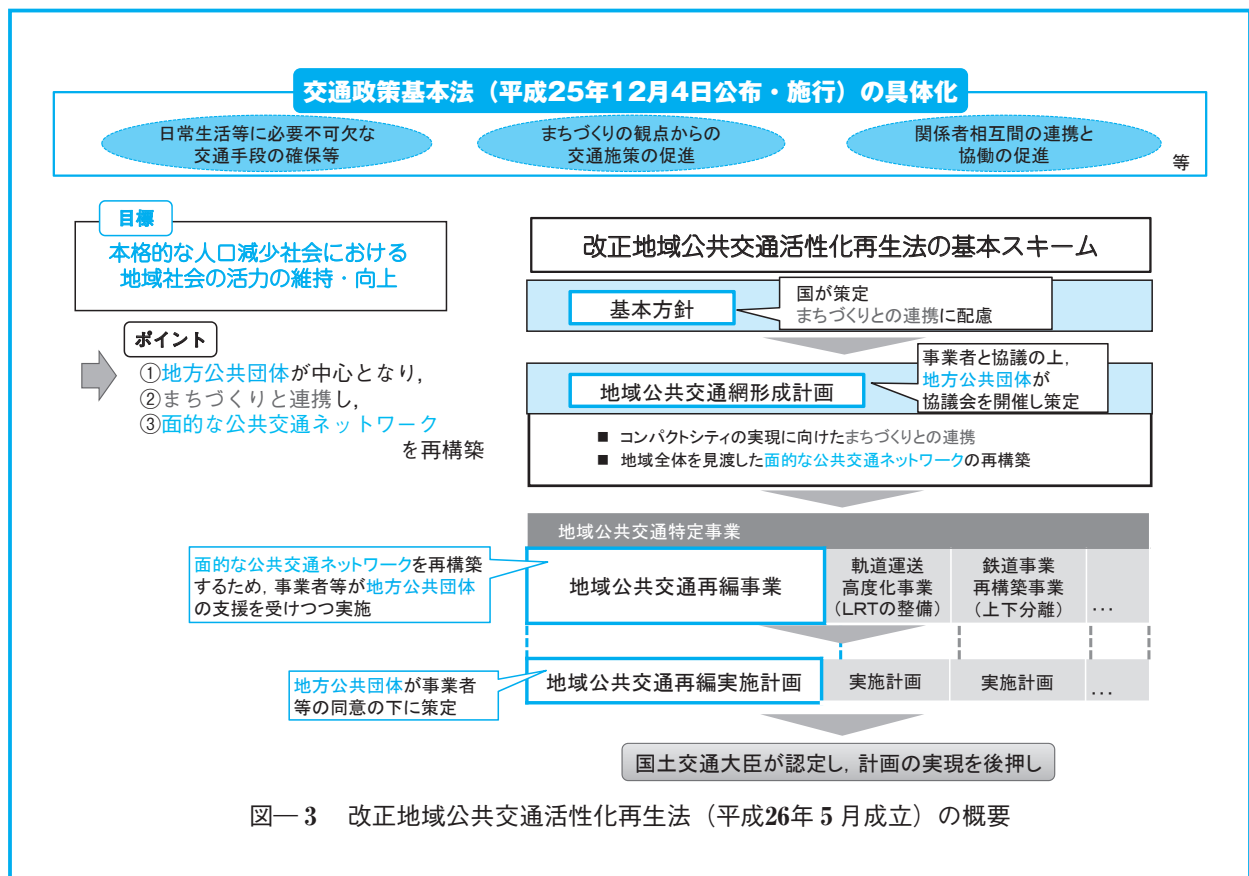 交通政策基本法（平成25年12月4日公布・施行）の具体化
日常生活等に必要不可欠な
交通手段の確保等
まちづくりの観点からの
交通施策の促進
関係者相互間の連携と
協働の促進
等
目標
本格的な人口減少社会における
地域社会の活力の維持・向上
ポイント
①地方公共団体が中心となり，
②まちづくりと連携し，
③面的な公共交通ネットワーク
を再構築
改正地域公共交通活性化再生法の基本スキーム
基本方針
国が策定
まちづくりとの連携に配慮
地域公共交通網形成計画
事業者と協議の上，
地方公共団体が
協議会を開催し策定
■ コンパクトシティの実現に向けたまちづくりとの連携
■ 地域全体を見渡した面的な公共交通ネットワークの再構築
地域公共交通特定事業
面的な公共交通ネットワークを再構築
するため，事業者等が地方公共団体
の支援を受けつつ実施
地域公共交通再編事業
軌道運送
高度化事業
（LRTの整備）
鉄道事業
再構築事業
（上下分離）
…
地方公共団体が事業者
等の同意の下に策定
地域公共交通再編実施計画
実施計画
実施計画
…
国土交通大臣が認定し，計画の実現を後押し
図―3　改正地域公共交通活性化再生法（平成26年5月成立）の概要